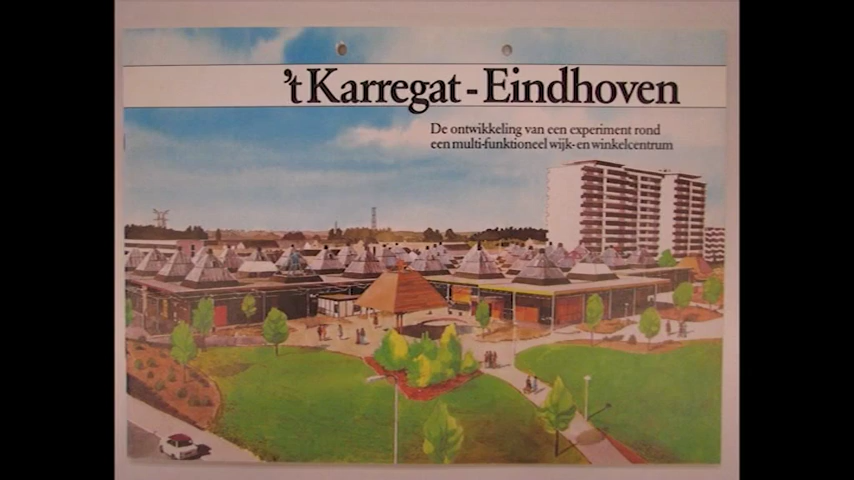 't Karregat - Eindhoven
De ontwikkeling van een experiment rond
een multi-funktioneel wijk- en winkelcentrum